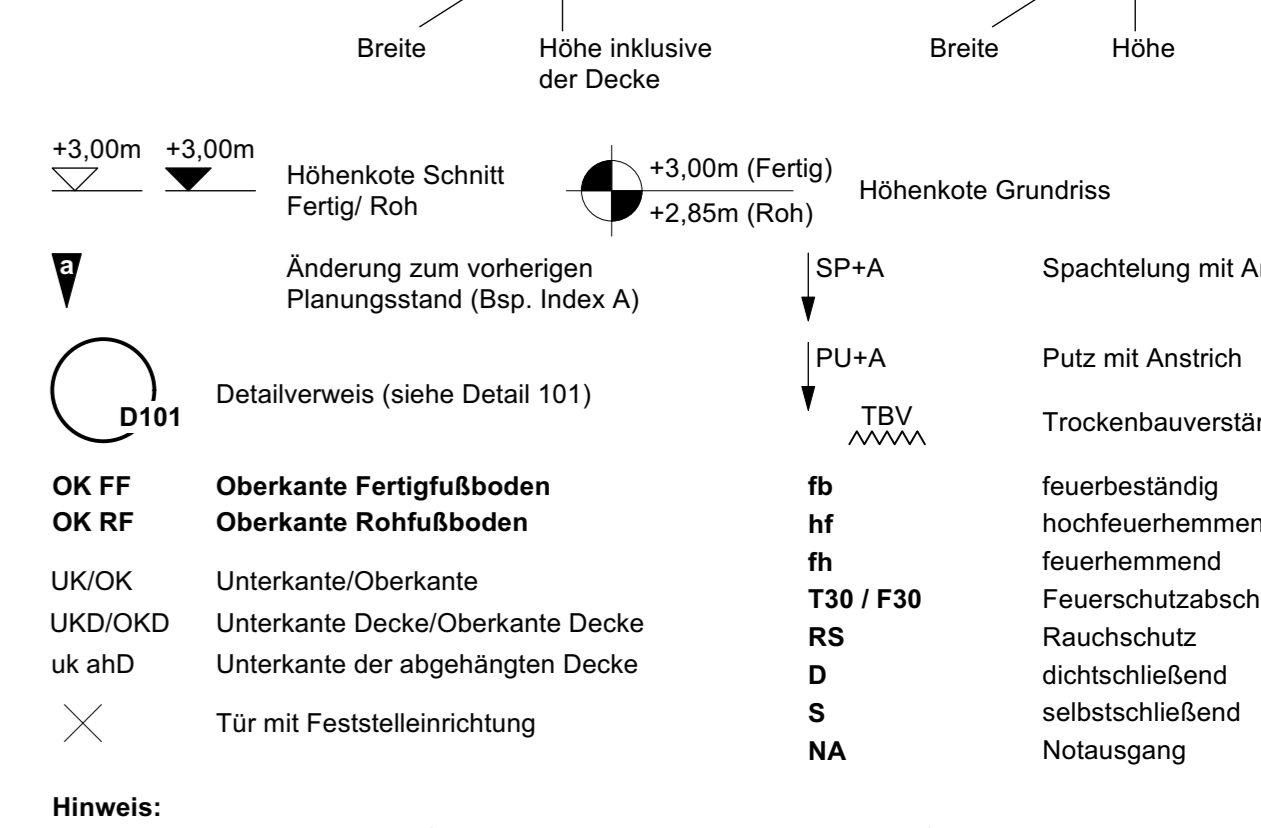 Breite
Höhe inklusive
der Decke
Breite
Höhe
+3,00m
+3,00m
Höhenkote Schnitt
Fertig/ Roh
+3,00m (Fertig)
+2,85m (Roh)
Höhenkote Grundriss
a
Änderung zum vorherigen
Planungsstand (Bsp. Index A)
SP+A
Spachtelung mit
D101
Detailverweis (siehe Detail 101)
PU+A
Putz mit Anstrich
TBV
OK FF
Oberkante Fertigfußboden
OK RF
Oberkante Rohfußboden
UK/OK
Unterkante/Oberkante
UKD/OKD
Unterkante Decke/Oberkante Decke
uk ahD
Unterkante der abgehängten Decke
Tür mit Feststelleinrichtung
fb
feuerbeständig
hf
fh
feuerhemmend
T30 / F30
RS
Rauchschutz
D
dichtschließend
S
selbstschließend
NA
Notausgang
Hinweis: